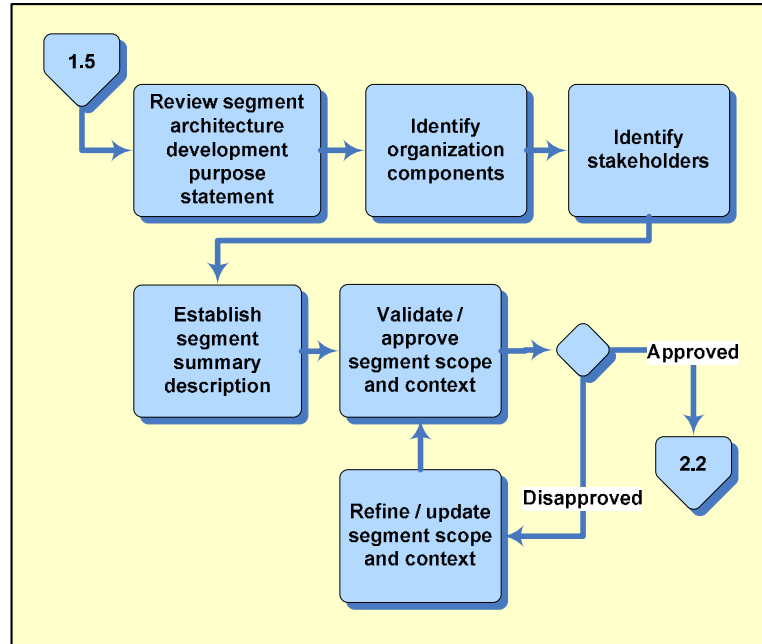 1.5
Review segment
architecture
development
purpose
statement
Identify
organization
components
Identify
stakeholders
Establish
segment
summary
description
Validate /
approve
segment scope
and context
Approved
2.2
Disapproved
Refine / update
segment scope
and context